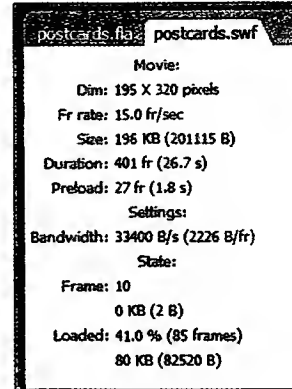 postcards.fla postcards.swf
Movie:
Dim: 195 X 320 pixels
Fr rate: 15.0 fr/sec
Size: 196 KB (201115 B)
Duration: 401 fr (26.7 s)
Preload: 27 fr (1.8 s)
Settings:
Bandwidth: 33400 B/s (2226 B/fr)
State:
Frame: 10
0 KB (2 B)
Loaded: 41.0 % (85 frames)
80 KB (82520 B)